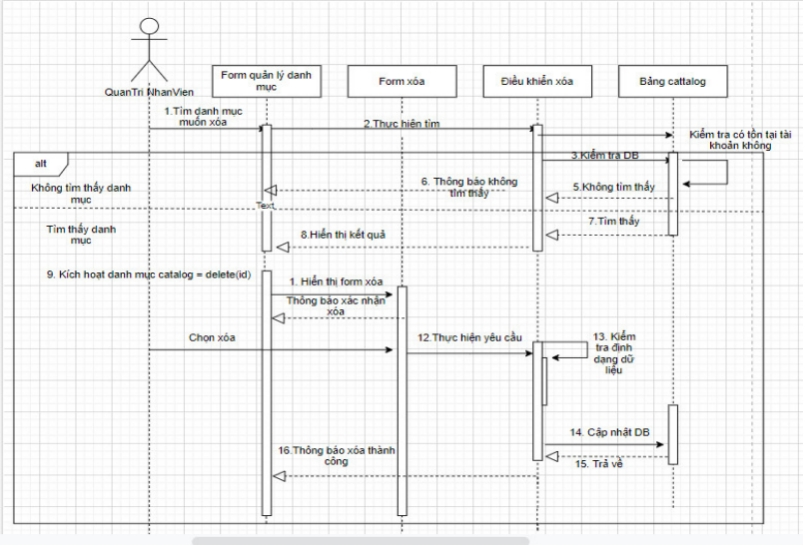 QuanTri NhanVien
Form quản lý danh
mục
Form xóa
Điều khiển xóa
Bảng cattalog
1.Tìm danh mục
muốn xóa
2.Thực hiện tìm
Kiểm tra có tồn tại tài
khoản không
alt
3.Kiểm tra DB
Không tìm thấy danh
mục
6. Thông báo không
tìm thấy
5.Không tìm thấy
Text
7.Tìm thấy
Tìm thấy danh
mục
8.Hiển thị kết quả
9. Kích hoạt danh mục catalog = delete(id)
1. Hiển thị form xóa
Thông báo xác nhận
xóa
Chọn xóa
12.Thực hiện yêu cầu
13. Kiểm
tra định
dạng dữ
liệu
14. Cập nhật DB
16.Thông báo xóa thành
công
15. Trả về